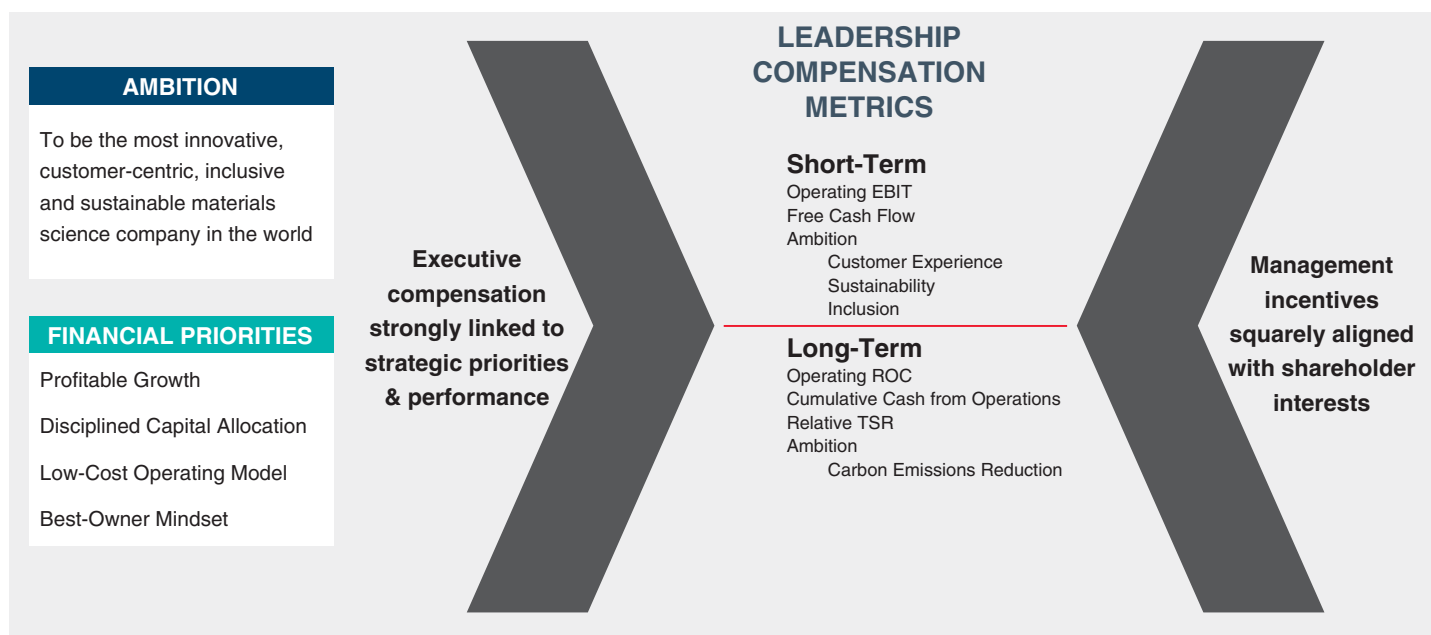 AMBITION
To be the most innovative,
customer-centric, inclusive
and sustainable materials
science company in the world
FINANCIAL PRIORITIES
Profitable Growth
Disciplined Capital Allocation
Low-Cost Operating Model
Best-Owner Mindset
Executive
compensation
strongly linked to
strategic priorities
& performance
LEADERSHIP
COMPENSATION
METRICS
Short-Term
Operating EBIT
Free Cash Flow
Ambition
Customer Experience
Sustainability
Inclusion
Long-Term
Operating ROC
Cumulative Cash from Operations
Relative TSR
Ambition
Carbon Emissions Reduction
Management
incentives
squarely aligned
with shareholder
interests